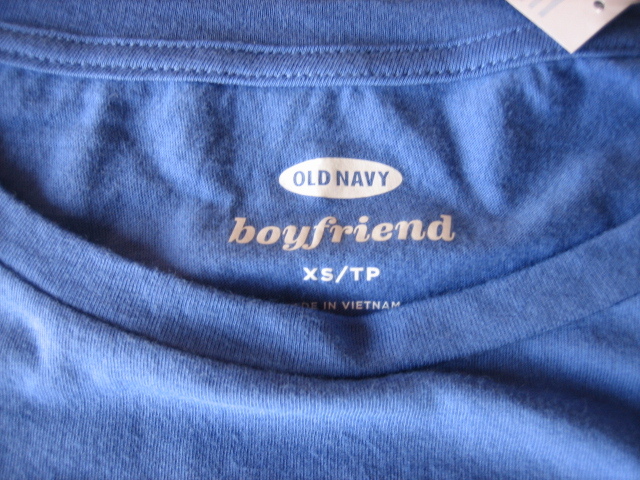 OLD NAVY
boyfriend
XS/TP
IN VIETNAM